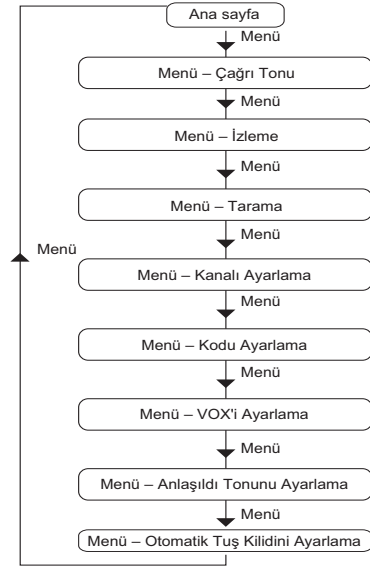 Ana sayfa
Menü
Menü – Çağrı Tonu
Menü
Menü – İzleme
Menü
Menü – Tarama
Menü
Menü
Menü – Kanalı Ayarlama
Menü
Menü – Kodu Ayarlama
Menü
Menü – VOX'i Ayarlama
Menü
Menü – Anlaşıldı Tonunu Ayarlama
Menü
Menü – Otomatik Tuş Kilidini Ayarlama